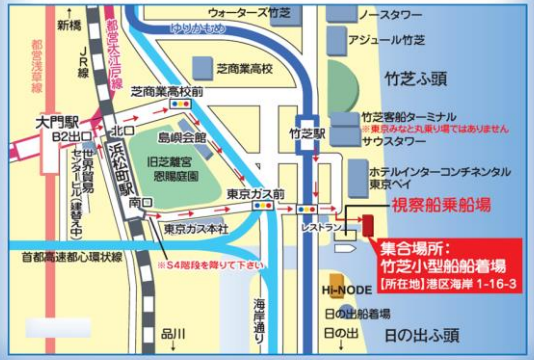 新橋
ウォーターズ竹芝
ノースタワー
ゆりかもめ
アジュール竹芝
都営浅草線
都営大江戸線
JR線
芝商業高校
竹芝ふ頭
芝商業高校前
大門駅
B2出口
北口
島嶼会館
竹芝駅
竹芝客船ターミナル
※東京みなと丸乗り場ではありません
サウスタワー
世界貿易
センタービル(建替え中)
浜松町駅
旧芝離宮
恩賜庭園
ホテルインターコンチネンタル
東京ベイ
東京ガス前
南口
視察船乗船場
レストラン
東京ガス本社
首都高速都心環状線
※S4階段を降りて下さい
集合場所:
竹芝小型船船着場
【所在地】港区海岸 1-16-3
Hi-NODE
海岸通り
日の出船着場
品川
日の出
日の出ふ頭